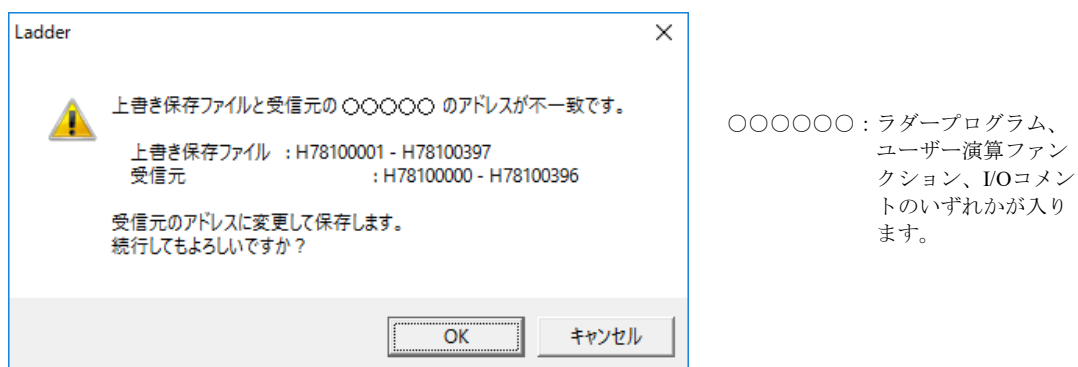 Ladder
上書き保存ファイルと受信元の○○○○○ のアドレスが不一致です。
上書き保存ファイル : H78100001 - H78100397
受信元 : H78100000 - H78100396
受信元のアドレスに変更して保存します。
続行してもよろしいですか？
OK キャンセル
○○○○○○：ラダープログラム、
ユーザー演算ファン
クション、I/Oコメン
トのいずれかが入り
ます。